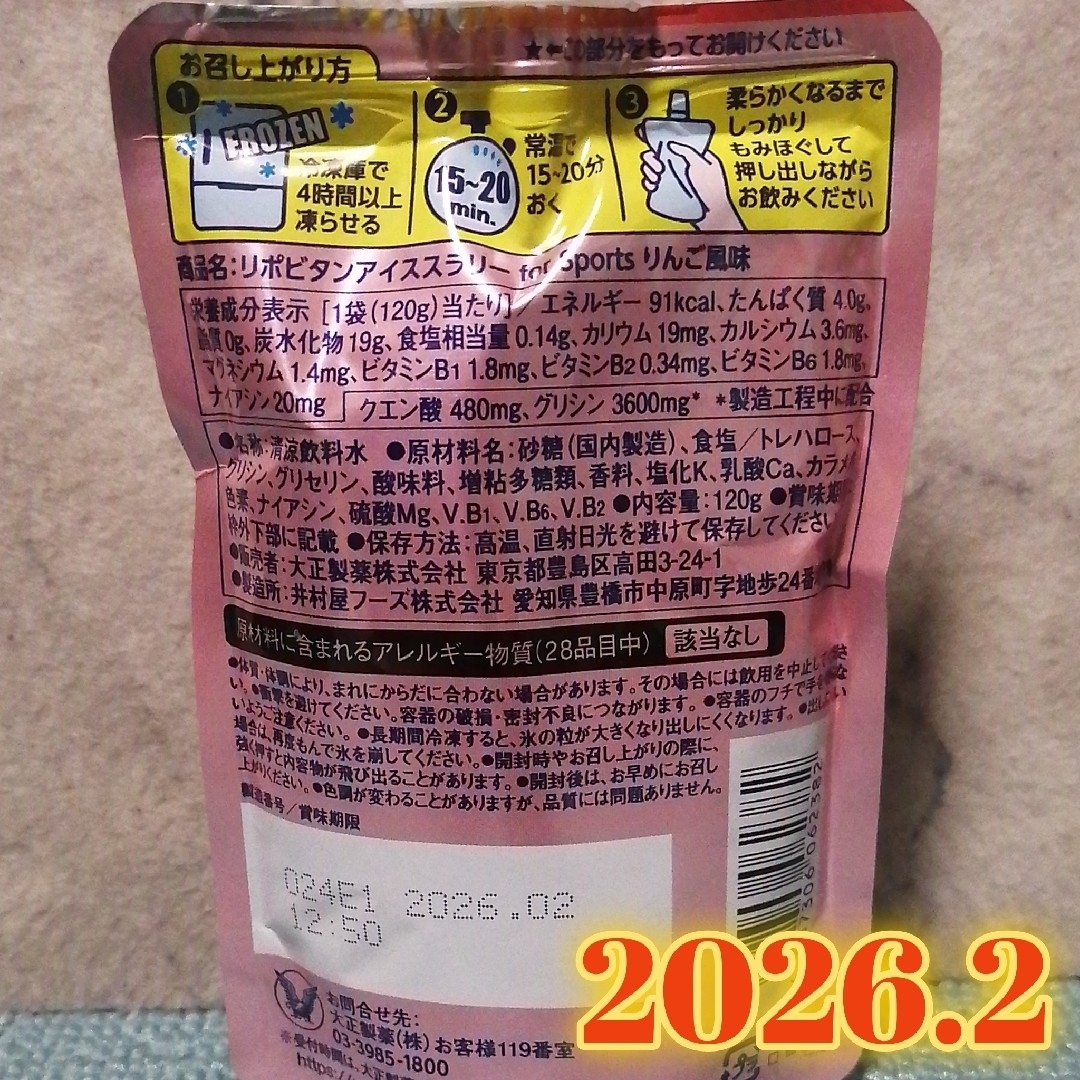 ★←この部分をもってお開けください
お召し上がり方
1
FROZEN
冷凍庫で
4時間以上
凍らせる
2
15~20
min.
常温で
15~20分
おく
3
柔らかくなるまで
しっかり
もみほぐして
押し出しながら
お飲みください
商品名:リポビタンアイススラリー for Sports りんご風味
栄養成分表示 [1袋(120g)当たり]/エネルギー 91kcal、たんぱく質 4.0g、
脂質 0g、炭水化物 19g、食塩相当量 0.14g、カリウム 19mg、カルシウム 3.6mg、
マグネシウム 1.4mg、ビタミンB1 1.8mg、ビタミンB2 0.34mg、ビタミンB6 1.8mg、
ナイアシン 20mg クエン酸 480mg、グリシン 3600mg* *製造工程中に配合
●名称:清涼飲料水 ●原材料名:砂糖(国内製造)、食塩/トレハロース、
グリシン、グリセリン、酸味料、増粘多糖類、香料、塩化K、乳酸Ca、カラメル
色素、ナイアシン、硫酸Mg、V.B1、V.B6、V.B2 ●内容量:120g ●賞味期限
枠外下部に記載 ●保存方法:高温、直射日光を避けて保存してください
●販売者:大正製薬株式会社 東京都豊島区高田3-24-1
●製造所:井村屋フーズ株式会社 愛知県豊橋市中原町字地歩24番
原材料に含まれるアレルギー物質(28品目中) 該当なし
●体質・体調により、まれにからだに合わない場合があります。その場合には飲用を中止して
い。●衝撃を避けてください。容器の破損・密封不良につながります。●容器のフチで手を
いようご注意ください。●長期間冷凍すると、氷の粒が大きくなり出しにくくなります。●出し
場合は、再度もんで氷を崩してください。●開封時やお召し上がりの際に、
強く押すと内容物が飛び出ることがあります。●開封後は、お早めにお召し
上がりください。●色調が変わることがありますが、品質には問題ありません。
製造番号/賞味期限
024E1 2026.02
12:50
2026.2
お問合せ先:
大正製薬(株)お客様119番室
03-3985-1800
※受付時間は、大正製薬
https://